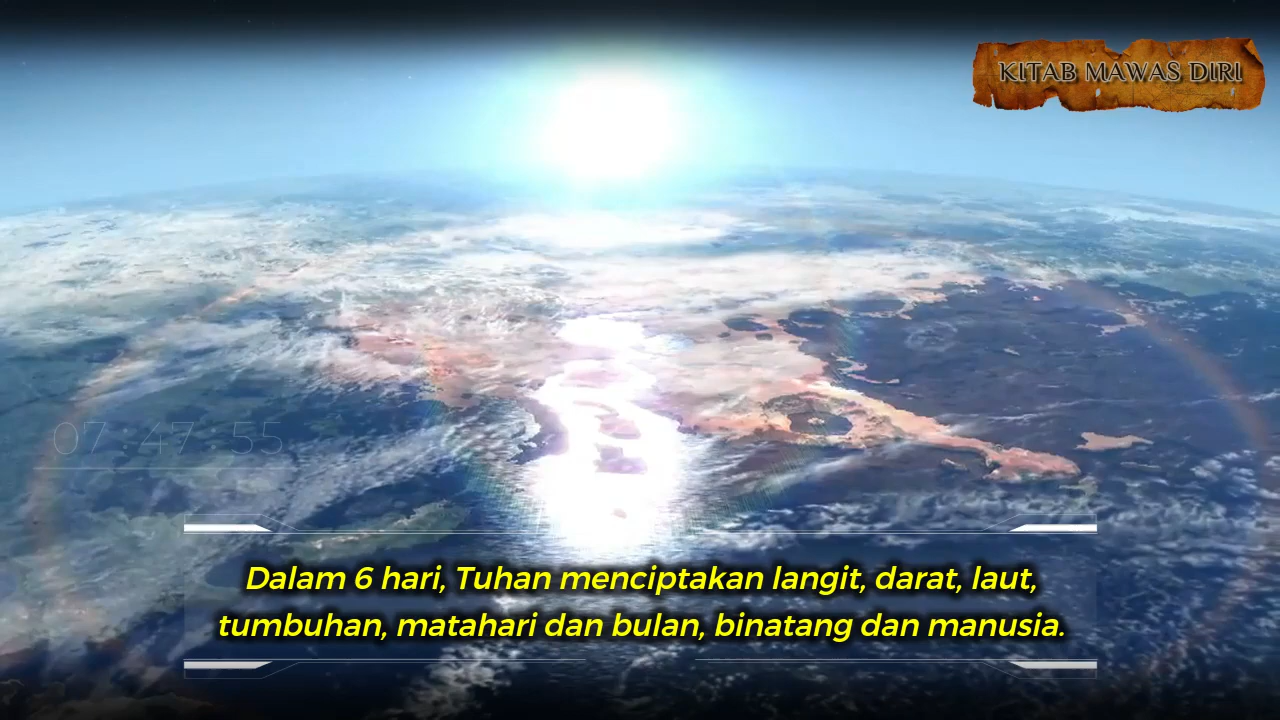 KITAB MAWAS DIRI
07 47 55
Dalam 6 hari, Tuhan menciptakan langit, darat, laut,
tumbuhan, matahari dan bulan, binatang dan manusia.